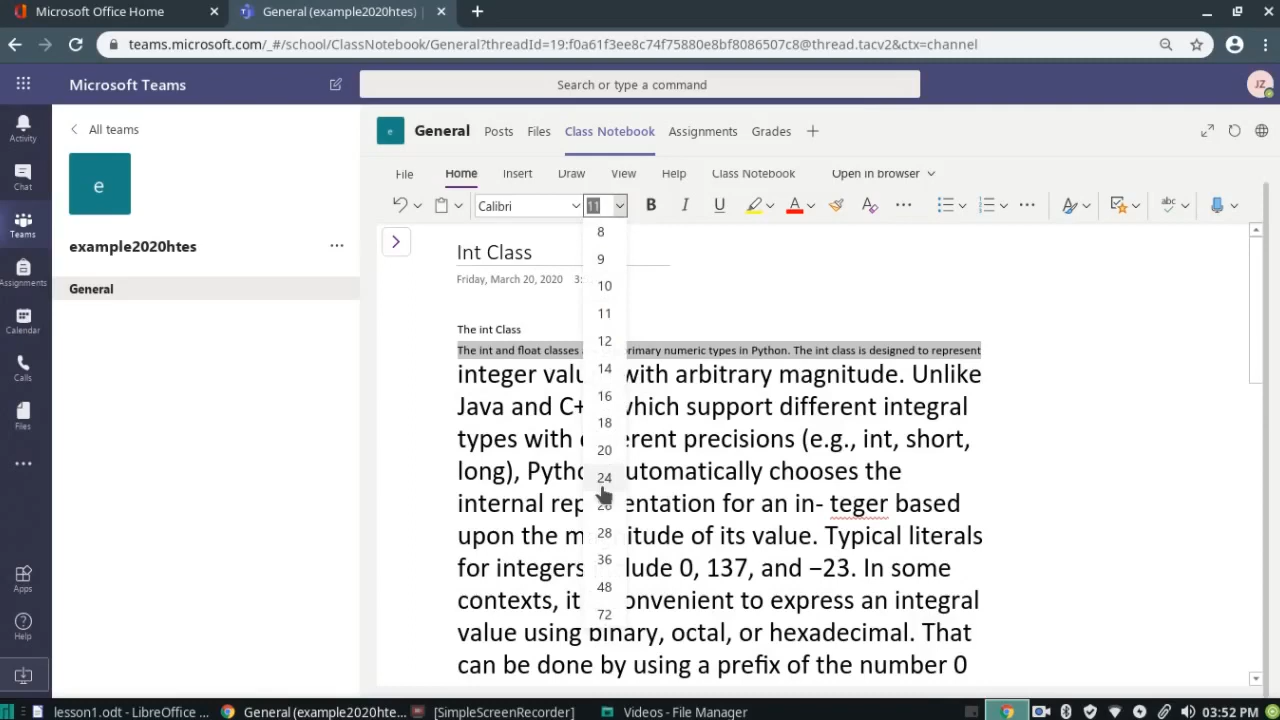 Microsoft Office Home
General (example2020htes) |
teams.microsoft.com/_#/school/ClassNotebook/General?threadId=19:f0a61f3ee8c74f75880e8bf8086507c8@thread.tacv2&ctx=channel
Microsoft Teams
Search or type a command
JZ
Activity
Chat
Teams
Assignments
Calendar
Calls
Files
Apps
Help
All teams
e
example2020htes
General
e
General
Posts
Files
Class Notebook
Assignments
Grades
File
Home
Insert
Draw
View
Help
Class Notebook
Open in browser
Calibri
11
B
I
U
A
A
abc
8
9
10
11
12
14
16
18
20
24
28
36
48
72
Int Class
Friday, March 20, 2020 3:
The int Class
The int and float classes primary numeric types in Python. The int class is designed to represent
integer valu with arbitrary magnitude. Unlike
Java and C+ which support different integral
types with erent precisions (e.g., int, short,
long), Pytho utomatically chooses the
internal rep entation for an in- teger based
upon the m itude of its value. Typical literals
for integers lude 0, 137, and −23. In some
contexts, it onvenient to express an integral
value using binary, octal, or hexadecimal. That
can be done by using a prefix of the number 0
lesson1.odt - LibreOffice ...
General (example2020hte...
[SimpleScreenRecorder]
Videos - File Manager
03:52 PM